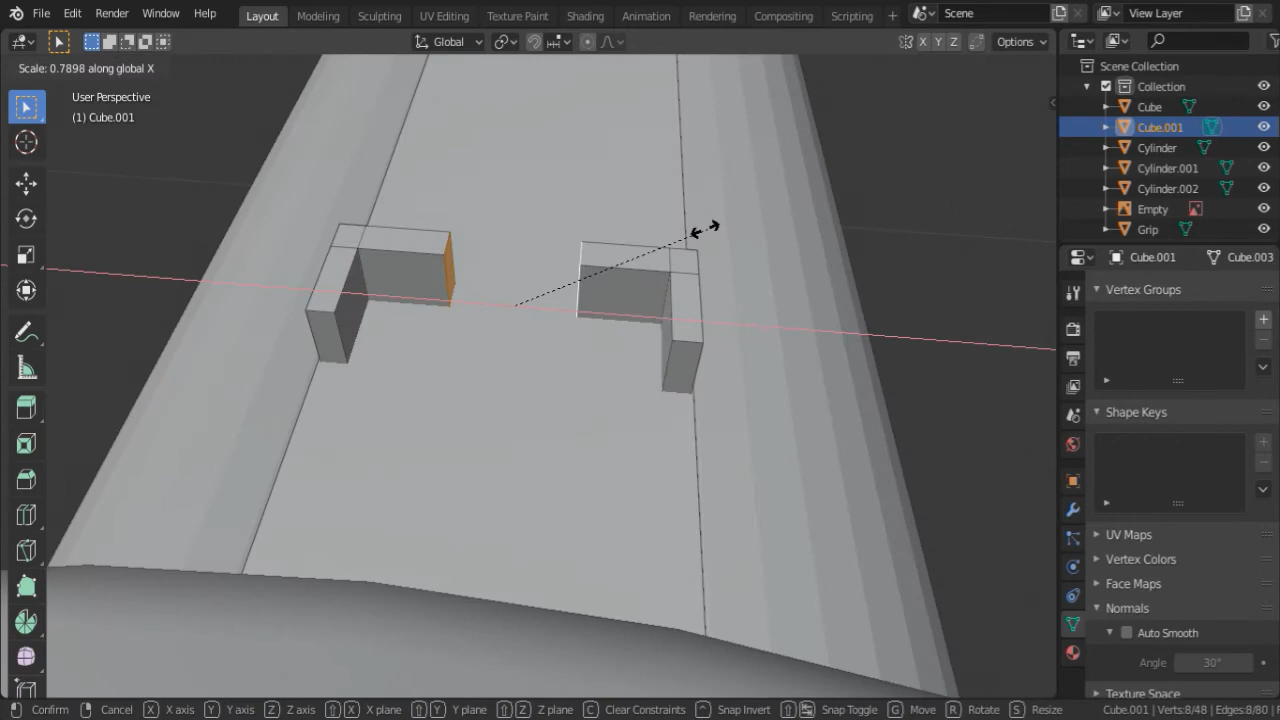 File Edit Render Window Help Layout Modeling Sculpting UV Editing Texture Paint Shading Animation Rendering Compositing Scripting + Scene View Layer
Global X Y Z Options
Scale: 0.7898 along global X
User Perspective
(1) Cube.001
Scene Collection
Collection
Cube
Cube.001
Cylinder
Cylinder.001
Cylinder.002
Empty
Grip
Cube.001 Cube.003
Vertex Groups
Shape Keys
UV Maps
Vertex Colors
Face Maps
Normals
Auto Smooth
Angle 30°
Texture Space
Confirm Cancel X X axis Y Y axis Z Z axis X X plane Y Y plane Z Z plane C Clear Constraints Snap Invert Snap Toggle G Move R Rotate S Resize Cube.001 | Verts:8/48 | Edges:8/80 |